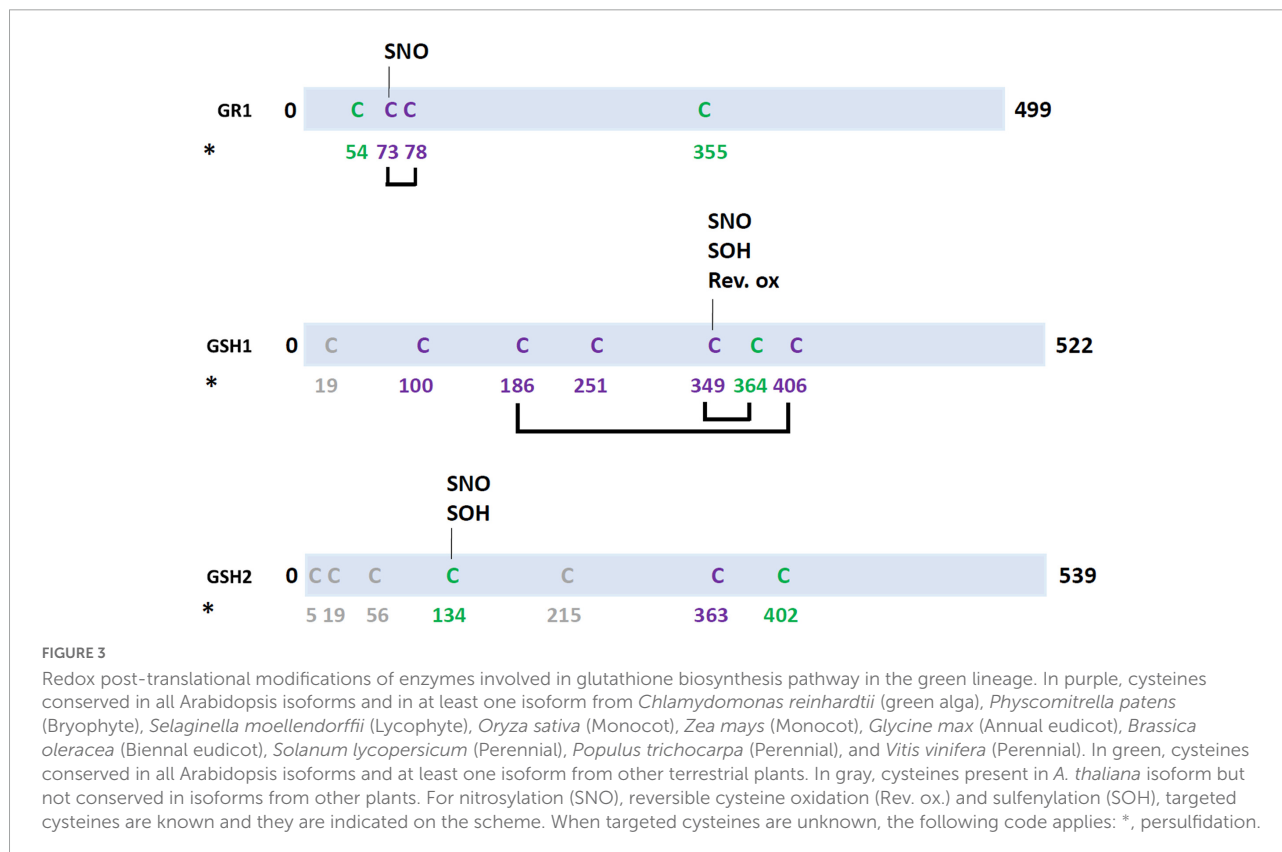 SNO
GR1 0 C C C C 499
* 54 73 78 355
SNO
SOH
Rev. ox
GSH1 0 C C C C C C C 522
* 19 100 186 251 349 364 406
SNO
SOH
GSH2 0 C C C C C C C 539
* 5 19 56 134 215 363 402
FIGURE 3
Redox post-translational modifications of enzymes involved in glutathione biosynthesis pathway in the green lineage. In purple, cysteines
conserved in all Arabidopsis isoforms and in at least one isoform from Chlamydomonas reinhardtii (green alga), Physcomitrella patens
(Bryophyte), Selaginella moellendorffii (Lycophyte), Oryza sativa (Monocot), Zea mays (Monocot), Glycine max (Annual eudicot), Brassica
oleracea (Biennal eudicot), Solanum lycopersicum (Perennial), Populus trichocarpa (Perennial), and Vitis vinifera (Perennial). In green, cysteines
conserved in all Arabidopsis isoforms and at least one isoform from other terrestrial plants. In gray, cysteines present in A. thaliana isoform but
not conserved in isoforms from other plants. For nitrosylation (SNO), reversible cysteine oxidation (Rev. ox.) and sulfenylation (SOH), targeted
cysteines are known and they are indicated on the scheme. When targeted cysteines are unknown, the following code applies: *, persulfidation.